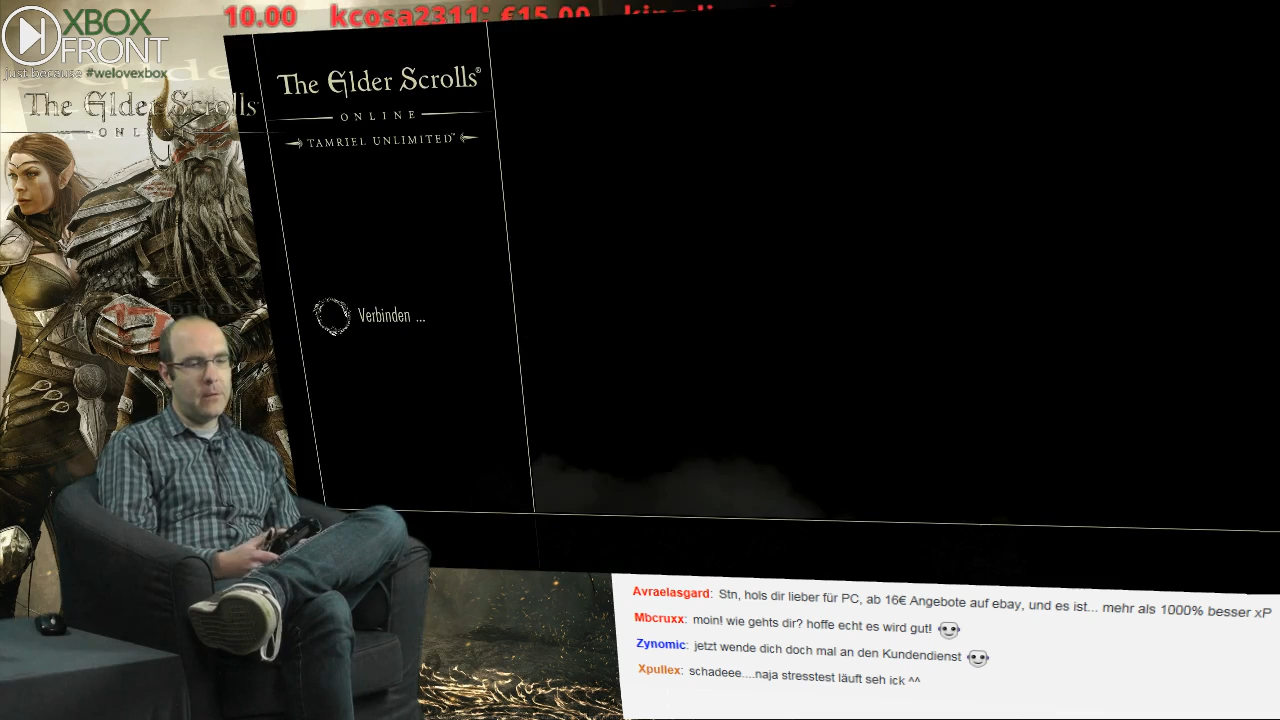 10.00 kcosa2311: €15.00
XBOX
FRONT
just because #welovexbox
The Elder Scrolls
ONLINE
The Elder Scrolls®
ONLINE
TAMRIEL UNLIMITED™
Verbinden ...
Avraelasgard: Stn, hols dir lieber für PC, ab 16€ Angebote auf ebay, und es ist... mehr als 1000% besser xP
Mbcruxx: moin! wie gehts dir? hoffe echt es wird gut!
Zynomic: jetzt wende dich doch mal an den Kundendienst
Xpullex: schadeee....naja stresstest läuft seh ick ^^